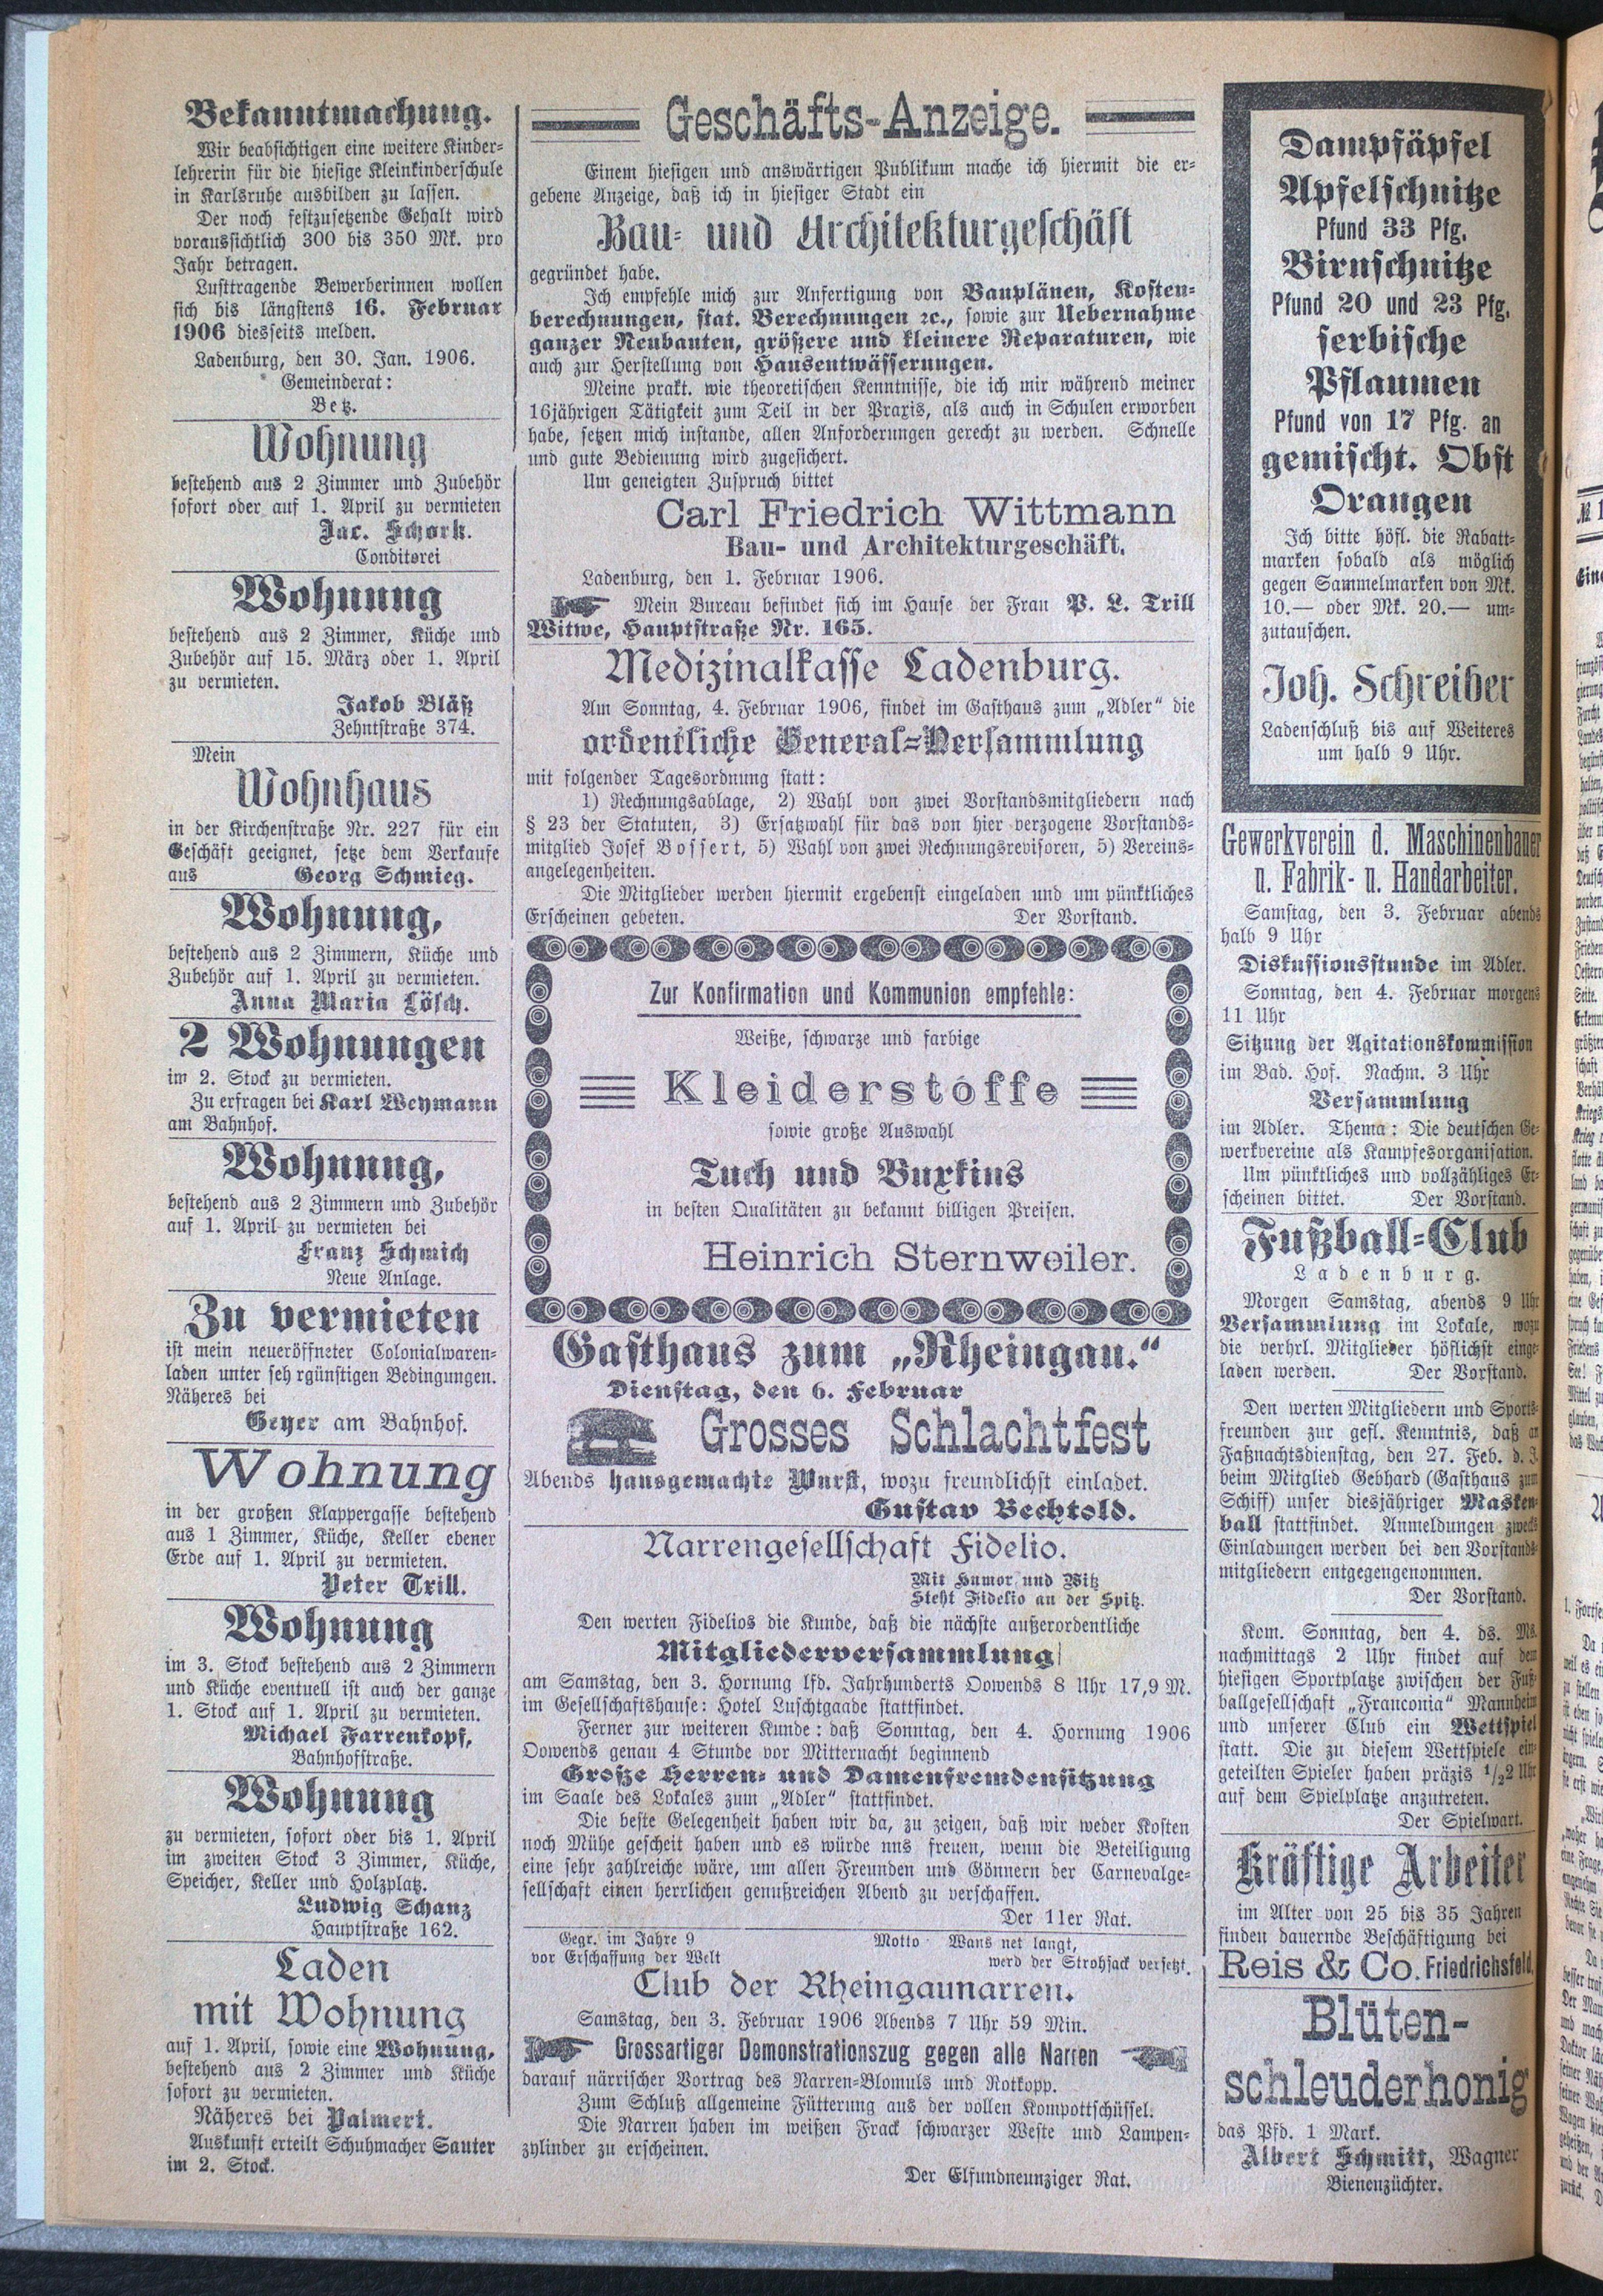 Bekanntmachung.
Wir beabsichtigen eine weitere Kinder-
lehrerin für die hiesige Kleinkinderschule
in Karlsruhe ausbilden zu lassen.
Der noch festzusetzende Gehalt wird
voraussichtlich 300 bis 350 Mk. pro
Jahr betragen.
Lusttragende Bewerberinnen wollen
sich bis längstens 16. Februar
1906 diesseits melden.
Ladenburg, den 30. Jan. 1906.
Gemeinderat:
Betz.
Wohnung
bestehend aus 2 Zimmer und Zubehör
sofort oder auf 1. April zu vermieten
Jac. Schork.
Conditorei
Wohnung
bestehend aus 2 Zimmer, Küche und
Zubehör auf 15. März oder 1. April
zu vermieten.
Jakob Bläß
Zehntstraße 374.
Mein
Wohnhaus
in der Kirchenstraße Nr. 227 für ein
Geschäft geeignet, setze dem Verkaufe
aus Georg Schmieg.
Wohnung,
bestehend aus 2 Zimmern, Küche und
Zubehör auf 1. April zu vermieten.
Anna Maria Lösch.
2 Wohnungen
im 2. Stock zu vermieten.
Zu erfragen bei Karl Weymann
am Bahnhof.
Wohnung,
bestehend aus 2 Zimmern und Zubehör
auf 1. April zu vermieten bei
Franz Schmich
Neue Anlage.
Zu vermieten
ist mein neueröffneter Colonialwaren-
laden unter seh rgünstigen Bedingungen.
Näheres bei
Geyer am Bahnhof.
Wohnung
in der großen Klappergasse bestehend
aus 1 Zimmer, Küche, Keller ebener
Erde auf 1. April zu vermieten.
Peter Trill.
Wohnung
im 3. Stock bestehend aus 2 Zimmern
und Küche eventuell ist auch der ganze
1. Stock auf 1. April zu vermieten.
Michael Farrenkopf,
Bahnhofstraße.
Wohnung
zu vermieten, sofort oder bis 1. April
im zweiten Stock 3 Zimmer, Küche,
Speicher, Keller und Holzplatz.
Ludwig Schanz
Hauptstraße 162.
Laden
mit Wohnung
auf 1. April, sowie eine Wohnung,
bestehend aus 2 Zimmer und Küche
sofort zu vermieten.
Näheres bei Palmert.
Auskunft erteilt Schuhmacher Sauter
im 2. Stock.
Geschäfts-Anzeige.
Einem hiesigen und answärtigen Publikum mache ich hiermit die er-
gebene Anzeige, daß ich in hiesiger Stadt ein
Bau- und Architekturgeschäft
gegründet habe.
Ich empfehle mich zur Anfertigung von Bauplänen, Kosten-
berechnungen, stat. Berechnungen ꝛc., sowie zur Uebernahme
ganzer Neubauten, größere und kleinere Reparaturen, wie
auch zur Herstellung von Hausentwässerungen.
Meine prakt. wie theoretischen Kenntnisse, die ich mir während meiner
16jährigen Tätigkeit zum Teil in der Praxis, als auch in Schulen erworben
habe, setzen mich instande, allen Anforderungen gerecht zu werden. Schnelle
und gute Bedienung wird zugesichert.
Um geneigten Zuspruch bittet
Carl Friedrich Wittmann
Bau- und Architekturgeschäft.
Ladenburg, den 1. Februar 1906.
Mein Bureau befindet sich im Hause der Frau P. L. Trill
Witwe, Hauptstraße Nr. 165.
Medizinalkasse Ladenburg.
Am Sonntag, 4. Februar 1906, findet im Gasthaus zum „Adler" die
ordentliche General-Versammlung
mit folgender Tagesordnung statt:
1) Rechnungsablage, 2) Wahl von zwei Vorstandsmitgliedern nach
§ 23 der Statuten, 3) Ersatzwahl für das von hier verzogene Vorstands-
mitglied Josef Bossert, 5) Wahl von zwei Rechnungsrevisoren, 5) Vereins-
angelegenheiten.
Die Mitglieder werden hiermit ergebenst eingeladen und um pünktliches
Erscheinen gebeten. Der Vorstand.
Zur Konfirmation und Kommunion empfehle:
Weiße, schwarze und farbige
Kleiderstoffe
sowie große Auswahl
Tuch und Buxkins
in besten Qualitäten zu bekannt billigen Preisen.
Heinrich Sternweiler.
Gasthaus zum „Rheingau."
Dienstag, den 6. Februar
Grosses Schlachtfest
Abends hausgemachte Wurst, wozu freundlichst einladet.
Gustav Bechtold.
Narrengesellschaft Fidelio.
Mit Humor und Witz
Steht Fidelio an der Spitz.
Den werten Fidelios die Kunde, daß die nächste außerordentliche
Mitgliederversammlung
am Samstag, den 3. Hornung lfd. Jahrhunderts Oowends 8 Uhr 17,9 M.
im Gesellschaftshause: Hotel Luschtgaade stattfindet.
Ferner zur weiteren Kunde: daß Sonntag, den 4. Hornung 1906
Oowends genau 4 Stunde vor Mitternacht beginnend
Große Herren- und Damenfremdensitzung
im Saale des Lokales zum „Adler" stattfindet.
Die beste Gelegenheit haben wir da, zu zeigen, daß wir weder Kosten
noch Mühe gescheit haben und es würde nns freuen, wenn die Beteiligung
eine sehr zahlreiche wäre, um allen Freunden und Gönnern der Carnevalge-
sellschaft einen herrlichen genußreichen Abend zu verschaffen.
Der 11er Rat.
Gegr. im Jahre 9 Motto Wans net langt,
vor Erschaffung der Welt werd der Strohsack versetzt.
Club der Rheingaunarren.
Samstag, den 3. Februar 1906 Abends 7 Uhr 59 Min.
Grossartiger Demonstrationszug gegen alle Narren
darauf närrischer Vortrag des Narren-Blomuls und Rotkopp.
Zum Schluß allgemeine Fütterung aus der vollen Kompottschüssel.
Die Narren haben im weißen Frack schwarzer Weste und Lampen-
zylinder zu erscheinen.
Der Elfundneunziger Rat.
Dampfäpfel
Apfelschnitze
Pfund 33 Pfg.
Birnschnitze
Pfund 20 und 23 Pfg.
serbische
Pflaumen
Pfund von 17 Pfg. an
gemischt. Obst
Orangen
Ich bitte höfl. die Rabatt-
marken sobald als möglich
gegen Sammelmarken von Mk.
10.— oder Mk. 20.— um-
zutauschen.
Joh. Schreiber
Ladenschluß bis auf Weiteres
um halb 9 Uhr.
Gewerkverein d. Maschinenbauer
u. Fabrik- u. Handarbeiter.
Samstag, den 3. Februar abends
halb 9 Uhr
Diskussionsstunde im Adler.
Sonntag, den 4. Februar morgens
11 Uhr
Sitzung der Agitationskommission
im Bad. Hof. Nachm. 3 Uhr
Versammlung
im Adler. Thema: Die deutschen Ge-
werkvereine als Kampfesorganisation.
Um pünktliches und vollzähliges Er-
scheinen bittet. Der Vorstand.
Fußball-Club
Ladenburg.
Morgen Samstag, abends 9 Uhr
Versammlung im Lokale, wozu
die verhrl. Mitglieder höflichst einge-
laden werden. Der Vorstand.
Den werten Mitgliedern und Sports-
freunden zur gefl. Kenntnis, daß an
Faßnachtsdienstag, den 27. Feb. d. J.
beim Mitglied Gebhard (Gasthaus zum
Schiff) unser diesjähriger Masken-
ball stattfindet. Anmeldungen zwecks
Einladungen werden bei den Vorstands-
mitgliedern entgegengenommen.
Der Vorstand.
Kom. Sonntag, den 4. ds. Ms.
nachmittags 2 Uhr findet auf dem
hiesigen Sportplatze zwischen der Fuß-
ballgesellschaft „Franconia" Mannheim
und unserer Club ein Wettspiel
statt. Die zu diesem Wettspiele ein-
geteilten Spieler haben präzis 1/22 Uhr
auf dem Spielplatze anzutreten.
Der Spielwart.
Kräftige Arbeiter
im Alter von 25 bis 35 Jahren
finden dauernde Beschäftigung bei
Reis & Co. Friedrichsfeld.
Blüten-
schleuderhonig
das Pfd. 1 Mark.
Albert Schmitt, Wagner
Bienenzüchter.